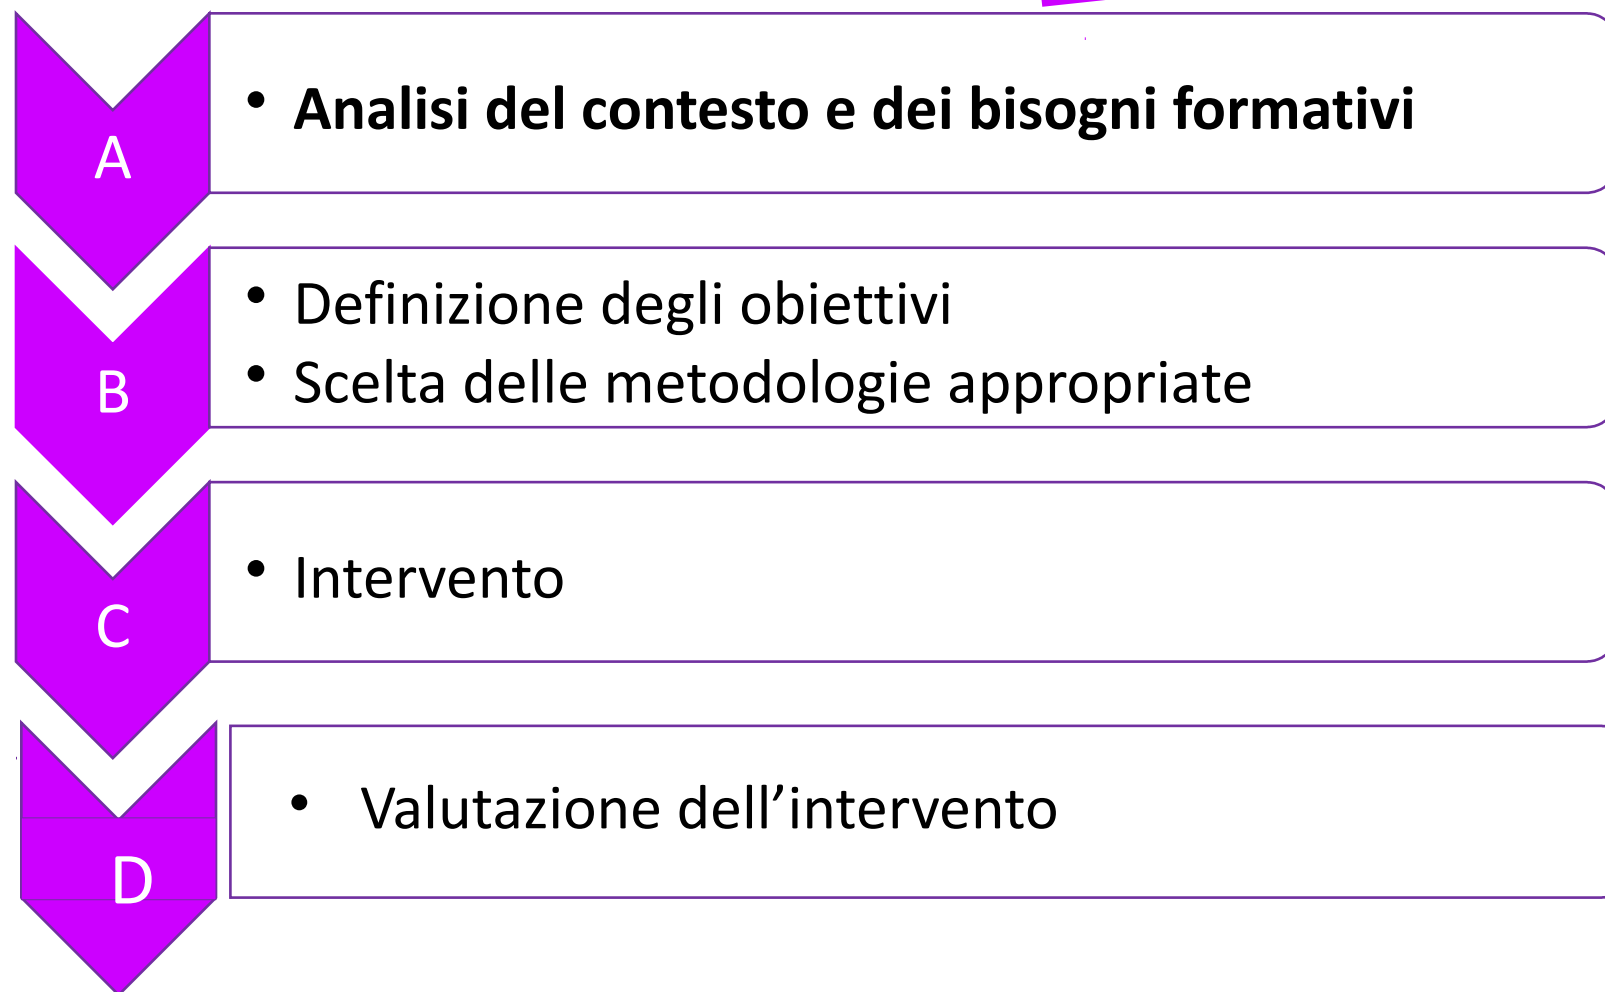 A
• Analisi del contesto e dei bisogni formativi
B
• Definizione degli obiettivi
• Scelta delle metodologie appropriate
C
• Intervento
D
• Valutazione dell’intervento